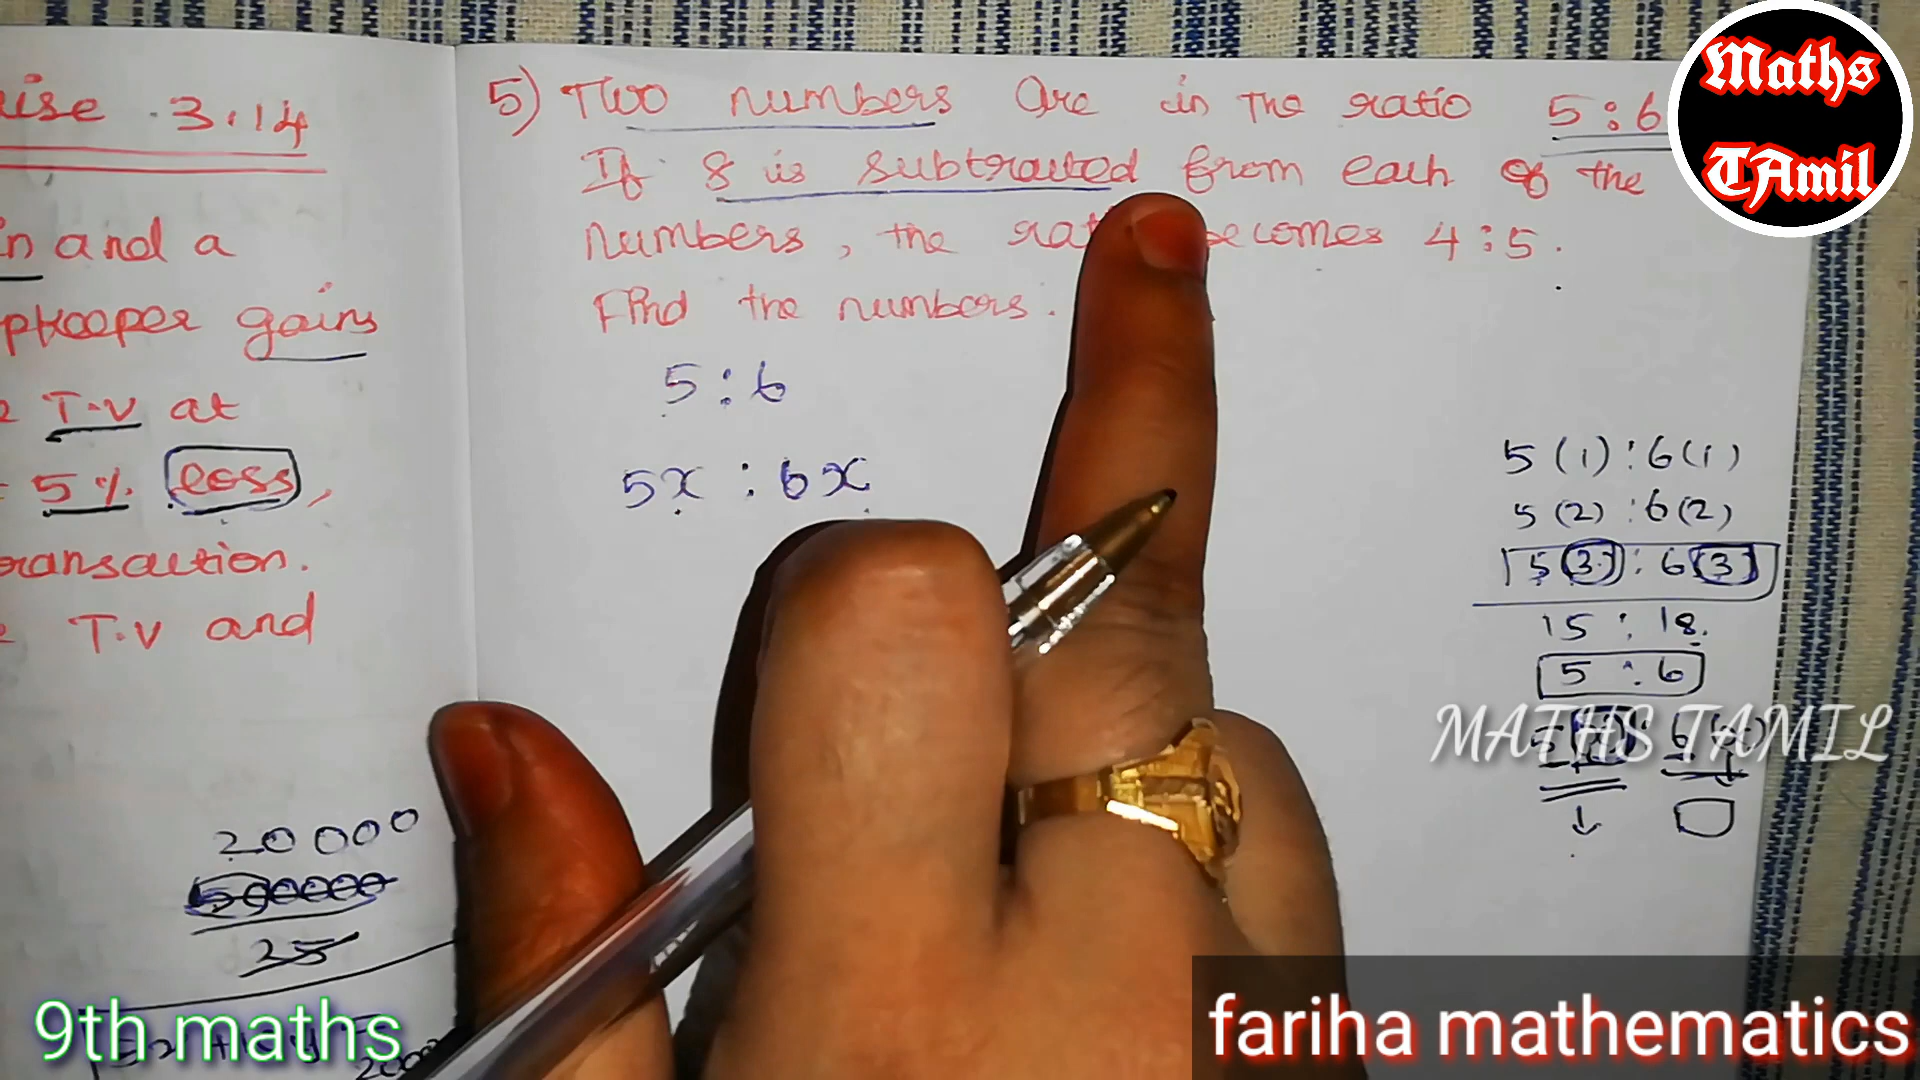 ise 3.14
n and a
pkeeper gains
T.V at
5% loss,
ransaction.
T.V and
20000
25
5) Two numbers are in the ratio 5:6
If 8 is subtracted from each of the
numbers, the rat ecomes 4:5.
Find the numbers.
5:6
5x : 6x
5(1):6(1)
5(2):6(2)
5(3):6(3)
15:18.
5:6
Maths
TAmil
MATHS TAMIL
9th maths
fariha mathematics